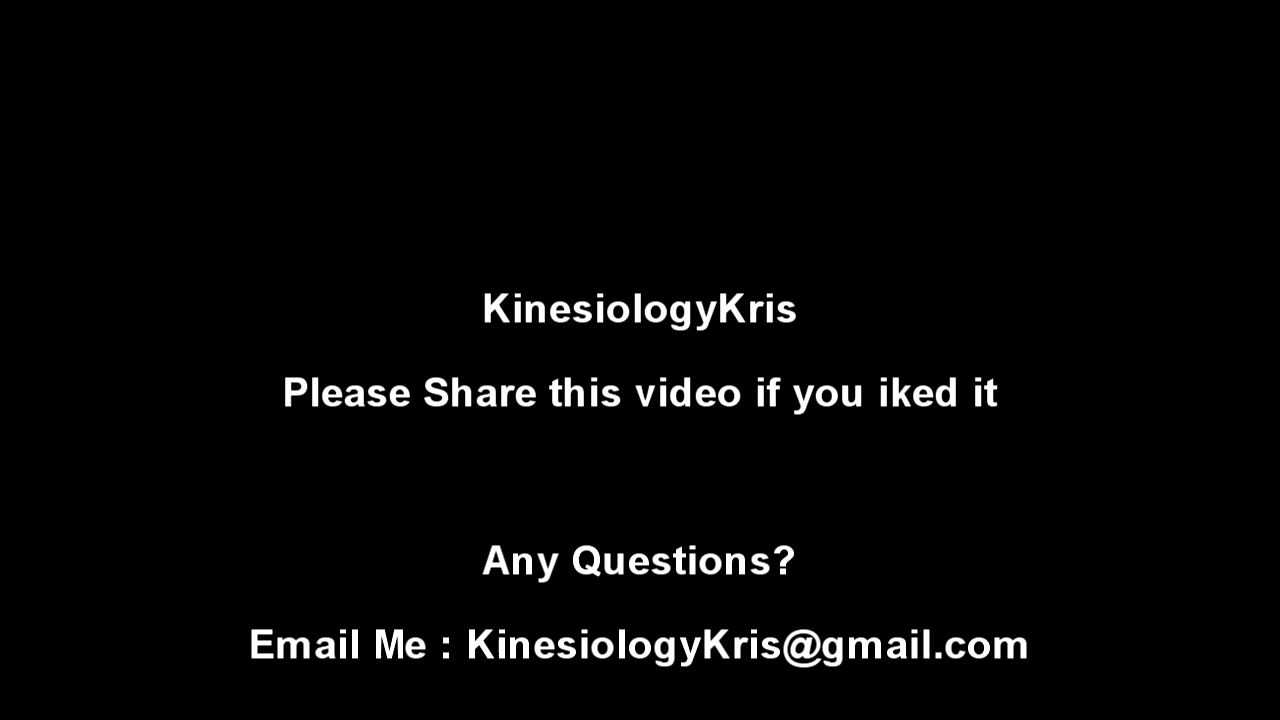 KinesiologyKris
Please Share this video if you iked it
Any Questions?
Email Me : KinesiologyKris@gmail.com